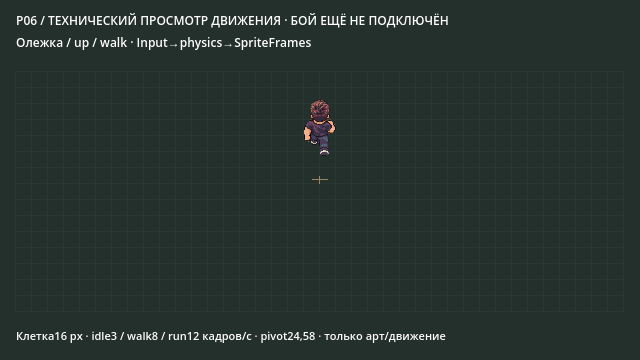 P06 / ТЕХНИЧЕСКИЙ ПРОСМОТР ДВИЖЕНИЯ · БОЙ ЕЩЁ НЕ ПОДКЛЮЧЁН
Олежка / up / walk · Input→physics→SpriteFrames
Клетка16 px · idle3 / walk8 / run12 кадров/с · pivot24,58 · только арт/движение